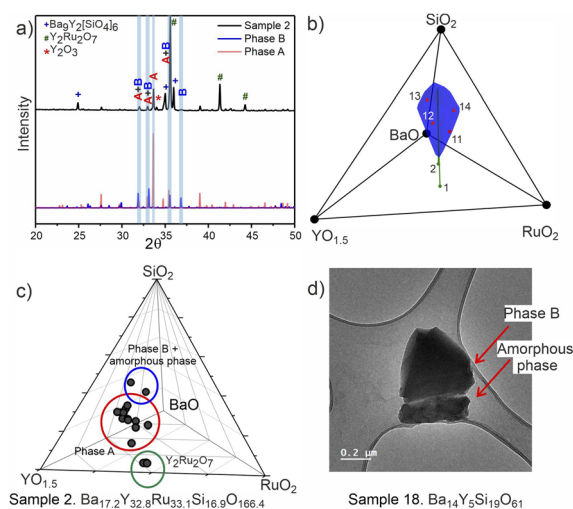 a)
+Ba₉Y₂[SiO₄]₆
#Y₂Ru₂O₇
*Y₂O₃
Sample 2
Phase B
Phase A
#
A+B
A+B
A
A+B
B
+
*
+
+
#
#
Intensity
20 25 30 35 40 45 50
2θ
b)
SiO₂
13
14
12
BaO
11
2
1
YO₁.₅
RuO₂
c)
SiO₂
Phase B +
amorphous phase
BaO
Phase A
Y₂Ru₂O₇
YO₁.₅
RuO₂
Sample 2. Ba₁₇.₂Y₃₂.₈Ru₃₃.₁Si₁₆.₉O₁₆₆.₄
d)
Phase B
Amorphous
phase
0.2 μm
Sample 18. Ba₁₄Y₅Si₁₉O₆₁